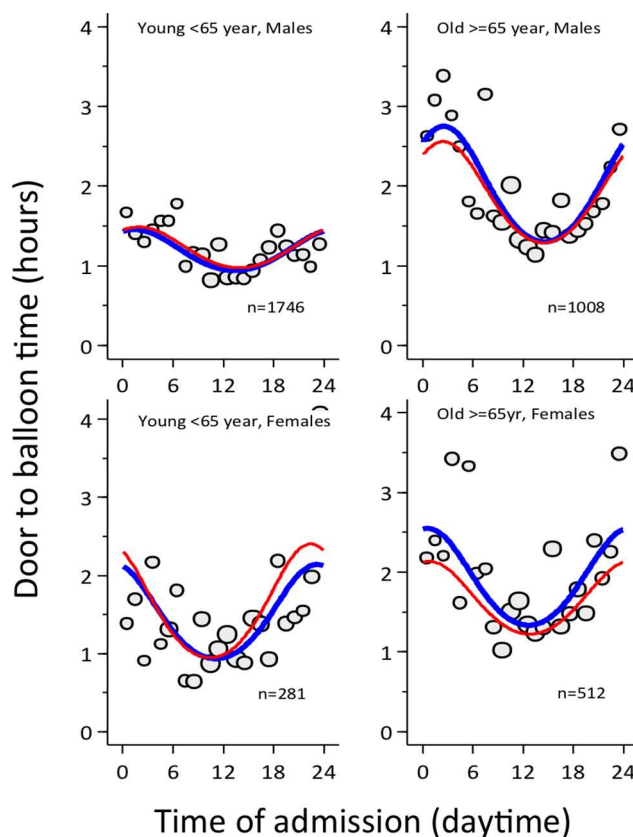 Door to balloon time (hours)
Young <65 year, Males
4
3
2
1
0
n=1746
0 6 12 18 24
Old >=65 year, Males
4
3
2
1
0
n=1008
0 6 12 18 24
Young <65 year, Females
4
3
2
1
0
n=281
0 6 12 18 24
Old >=65yr, Females
4
3
2
1
0
n=512
0 6 12 18 24
Time of admission (daytime)